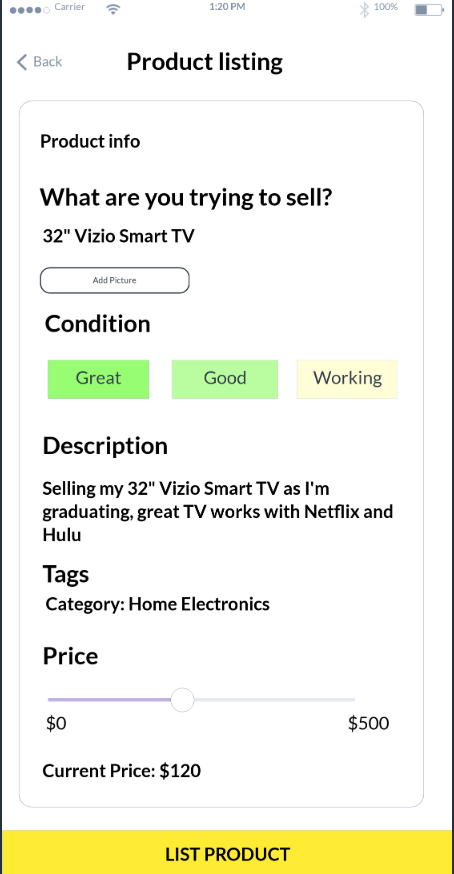 Carrier 1:20 PM 100%
Back Product listing
Product info
What are you trying to sell?
32" Vizio Smart TV
Add Picture
Condition
Great Good Working
Description
Selling my 32" Vizio Smart TV as I'm
graduating, great TV works with Netflix and
Hulu
Tags
Category: Home Electronics
Price
$0 $500
Current Price: $120
LIST PRODUCT